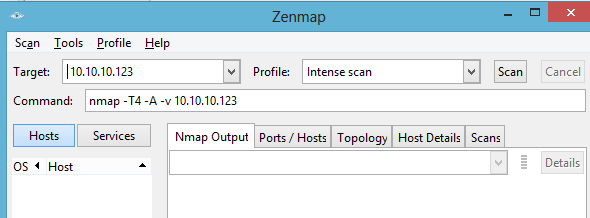 Zenmap
Scan Tools Profile Help
Target: 10.10.10.123 Profile: Intense scan Scan Cancel
Command: nmap -T4 -A -v 10.10.10.123
Hosts Services Nmap Output Ports / Hosts Topology Host Details Scans
OS Host Details